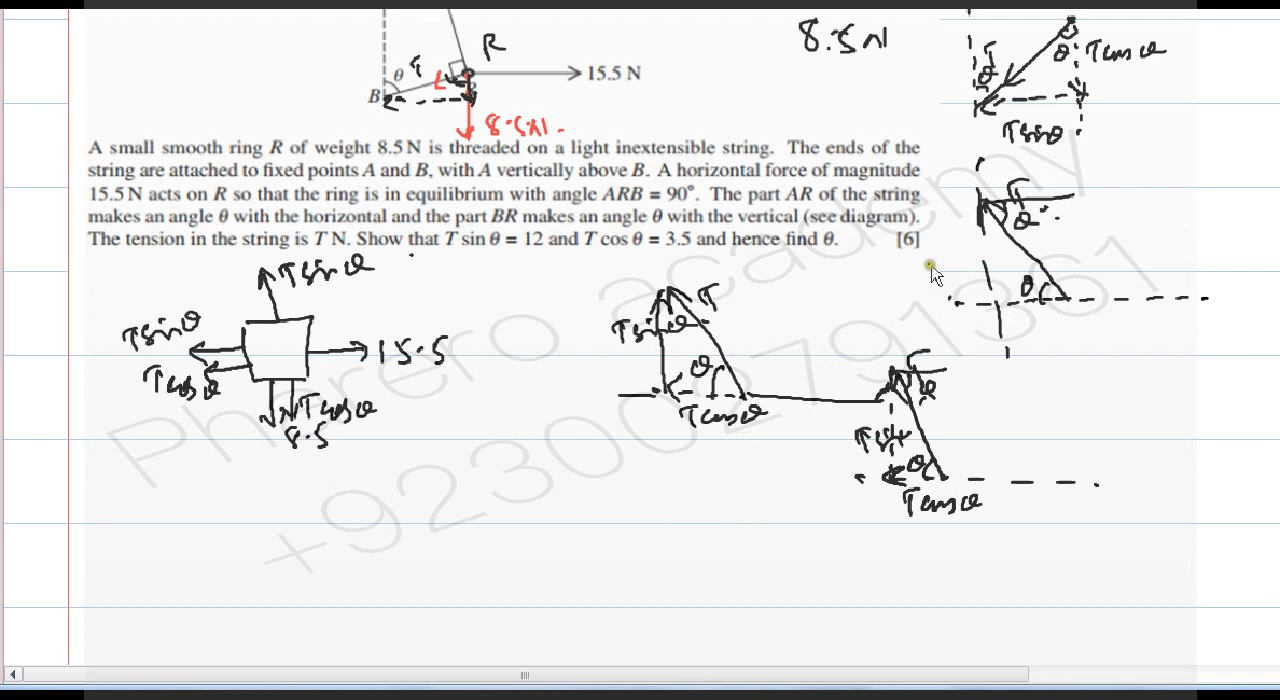 8.5 N
R
θ
T
15.5 N
B
8.5N
T
θ
θ
T cos θ
T sin θ
A small smooth ring R of weight 8.5 N is threaded on a light inextensible string. The ends of the
string are attached to fixed points A and B, with A vertically above B. A horizontal force of magnitude
15.5 N acts on R so that the ring is in equilibrium with angle ARB = 90°. The part AR of the string
makes an angle θ with the horizontal and the part BR makes an angle θ with the vertical (see diagram).
The tension in the string is T N. Show that T sin θ = 12 and T cos θ = 3.5 and hence find θ. [6]
T
θ
θ
T sin θ
T sin θ
15.5
T cos θ
T cos θ
8.5
T
T sin θ
θ
T cos θ
T
θ
θ
T cos θ
Phaero academy
+923002791361